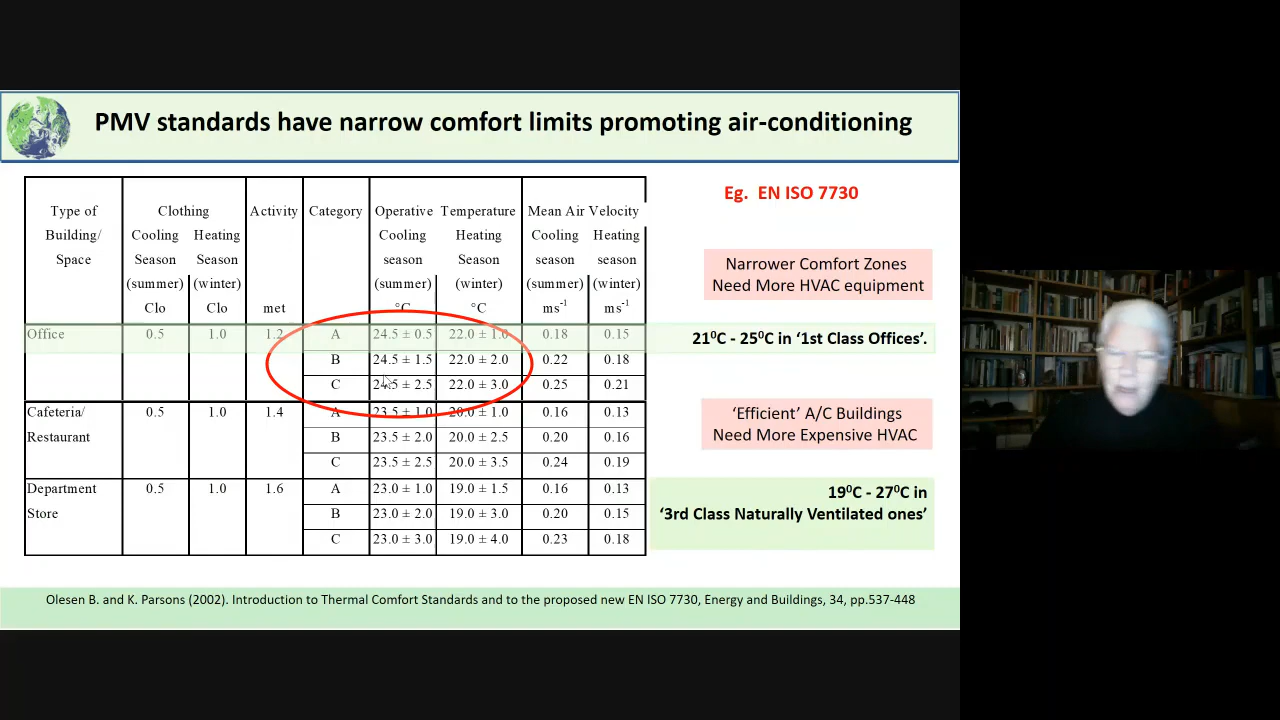 PMV standards have narrow comfort limits promoting air-conditioning
Type of Clothing Activity Category Operative Temperature Mean Air Velocity
Building/ Cooling Heating Cooling Heating Cooling Heating
Space Season Season season Season season season
(summer) (winter) (summer) (winter) (summer) (winter)
Clo Clo met °C °C ms-1 ms-1
Office 0.5 1.0 1.2 A 24.5 ± 0.5 22.0 ± 1.0 0.18 0.15
B 24.5 ± 1.5 22.0 ± 2.0 0.22 0.18
C 24.5 ± 2.5 22.0 ± 3.0 0.25 0.21
Cafeteria/ 0.5 1.0 1.4 A 23.5 ± 1.0 20.0 ± 1.0 0.16 0.13
Restaurant B 23.5 ± 2.0 20.0 ± 2.5 0.20 0.16
C 23.5 ± 2.5 20.0 ± 3.5 0.24 0.19
Department 0.5 1.0 1.6 A 23.0 ± 1.0 19.0 ± 1.5 0.16 0.13
Store B 23.0 ± 2.0 19.0 ± 3.0 0.20 0.15
C 23.0 ± 3.0 19.0 ± 4.0 0.23 0.18
Eg. EN ISO 7730
Narrower Comfort Zones
Need More HVAC equipment
21⁰C - 25⁰C in ‘1st Class Offices’.
‘Efficient’ A/C Buildings
Need More Expensive HVAC
19⁰C - 27⁰C in
‘3rd Class Naturally Ventilated ones’
Olesen B. and K. Parsons (2002). Introduction to Thermal Comfort Standards and to the proposed new EN ISO 7730, Energy and Buildings, 34, pp.537-448